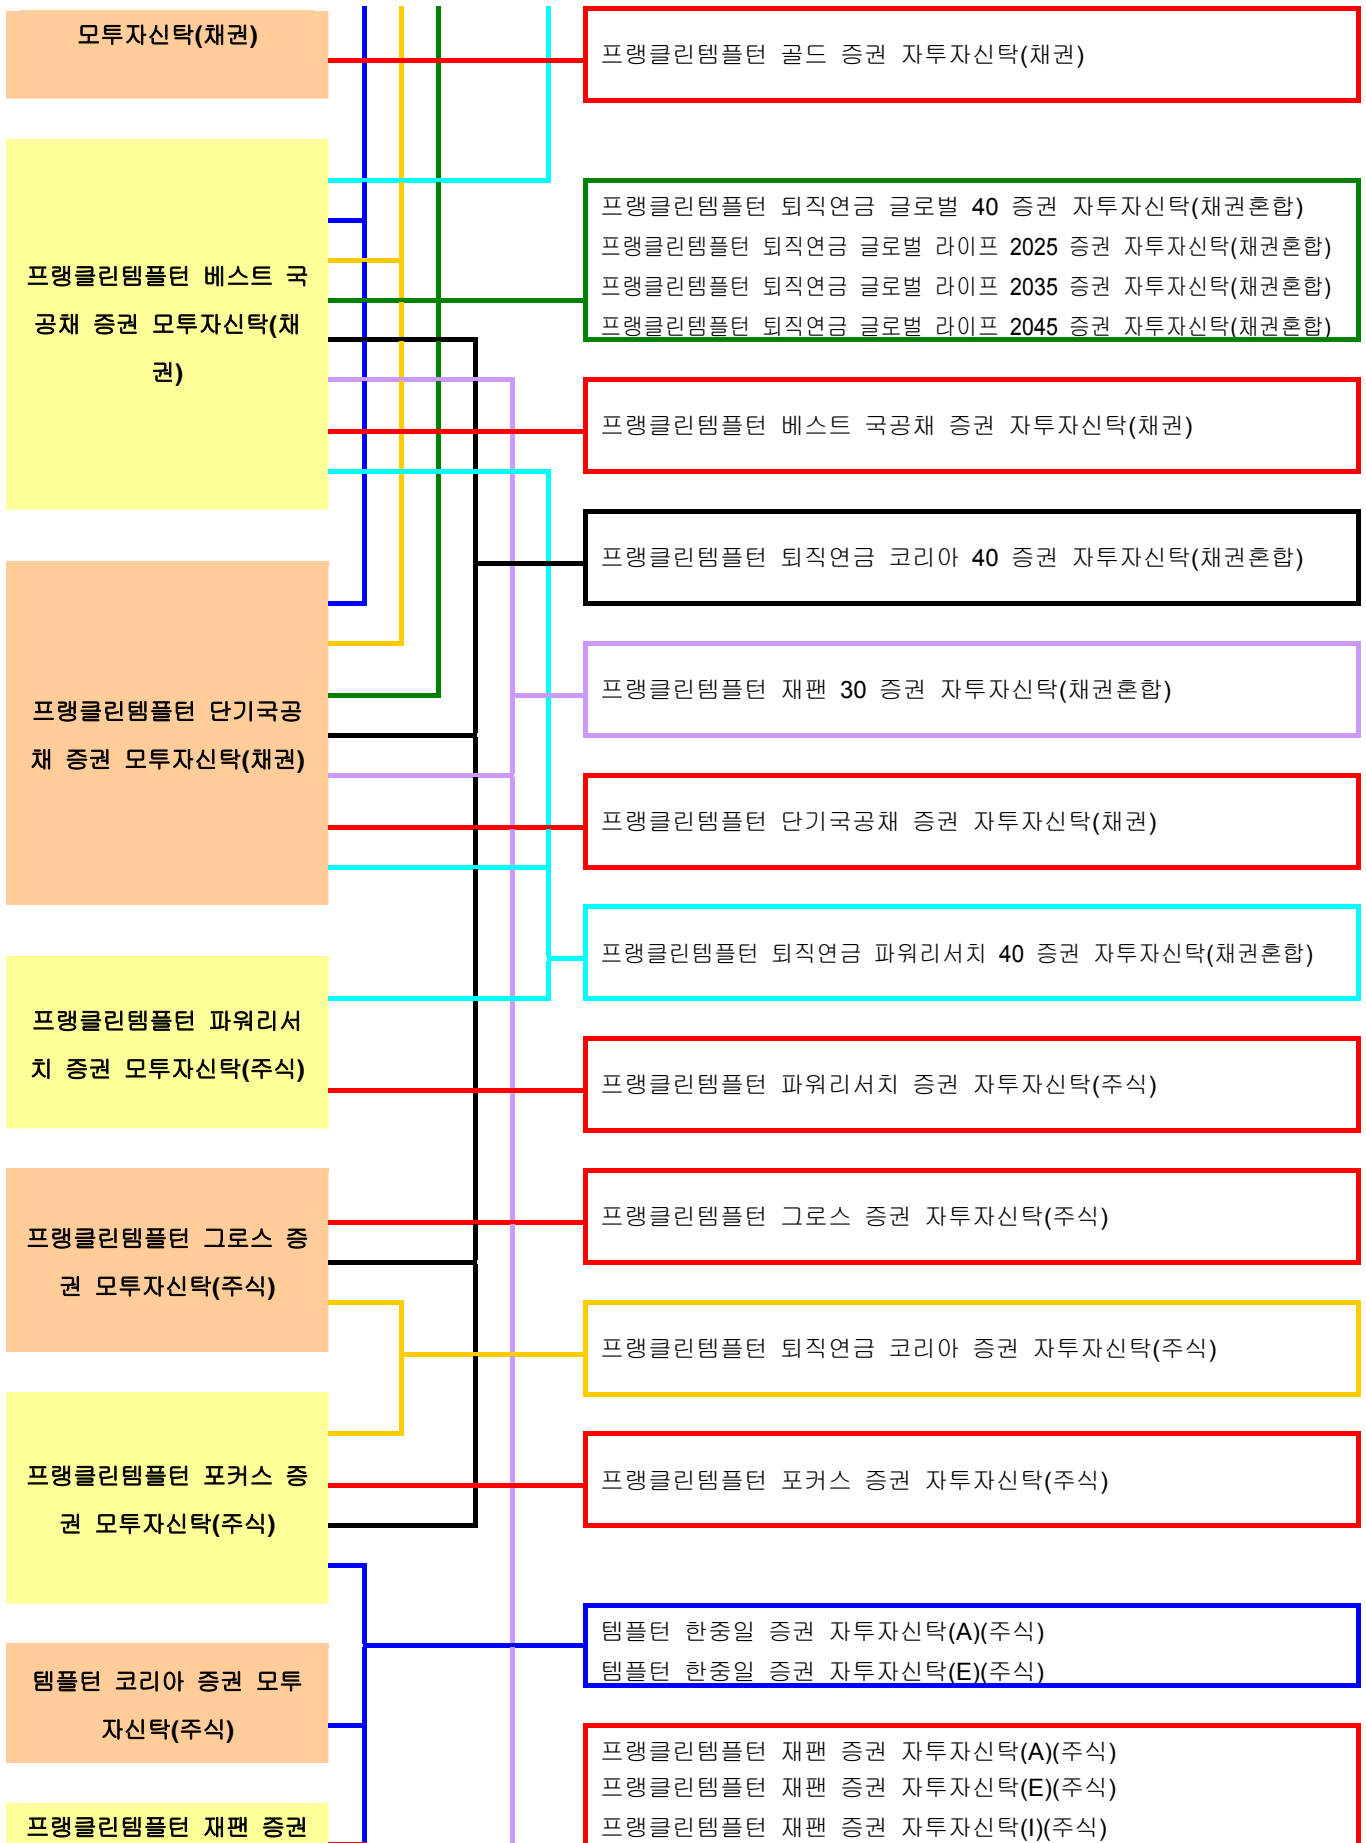 모투자신탁(채권)
프랭클린템플턴 골드 증권 자투자신탁(채권)
프랭클린템플턴 베스트 국
공채 증권 모투자신탁(채
권)
프랭클린템플턴 퇴직연금 글로벌 40 증권 자투자신탁(채권혼합)
프랭클린템플턴 퇴직연금 글로벌 라이프 2025 증권 자투자신탁(채권혼합)
프랭클린템플턴 퇴직연금 글로벌 라이프 2035 증권 자투자신탁(채권혼합)
프랭클린템플턴 퇴직연금 글로벌 라이프 2045 증권 자투자신탁(채권혼합)
프랭클린템플턴 베스트 국공채 증권 자투자신탁(채권)
프랭클린템플턴 퇴직연금 코리아 40 증권 자투자신탁(채권혼합)
프랭클린템플턴 단기국공
채 증권 모투자신탁(채권)
프랭클린템플턴 재팬 30 증권 자투자신탁(채권혼합)
프랭클린템플턴 단기국공채 증권 자투자신탁(채권)
프랭클린템플턴 퇴직연금 파워리서치 40 증권 자투자신탁(채권혼합)
프랭클린템플턴 파워리서
치 증권 모투자신탁(주식)
프랭클린템플턴 파워리서치 증권 자투자신탁(주식)
프랭클린템플턴 그로스 증
권 모투자신탁(주식)
프랭클린템플턴 그로스 증권 자투자신탁(주식)
프랭클린템플턴 퇴직연금 코리아 증권 자투자신탁(주식)
프랭클린템플턴 포커스 증
권 모투자신탁(주식)
프랭클린템플턴 포커스 증권 자투자신탁(주식)
템플턴 한중일 증권 자투자신탁(A)(주식)
템플턴 한중일 증권 자투자신탁(E)(주식)
템플턴 코리아 증권 모투
자신탁(주식)
프랭클린템플턴 재팬 증권 자투자신탁(A)(주식)
프랭클린템플턴 재팬 증권 자투자신탁(E)(주식)
프랭클린템플턴 재팬 증권 자투자신탁(I)(주식)
프랭클린템플턴 재팬 증권